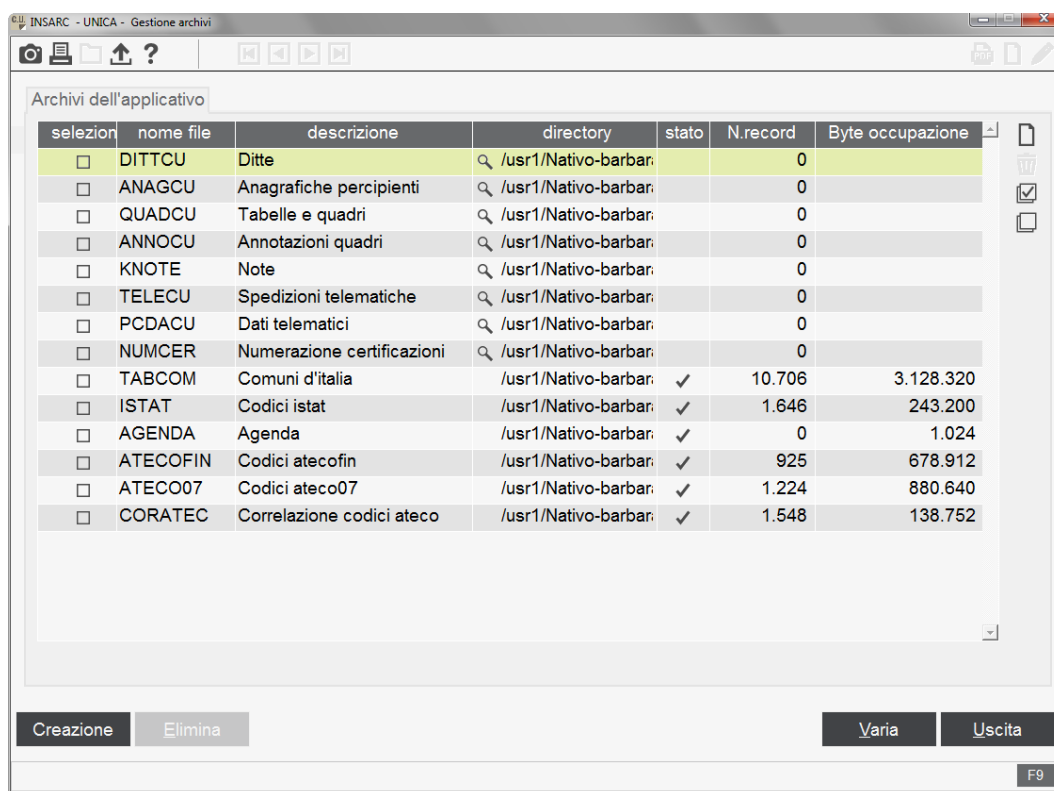 C.U. INSARC - UNICA - Gestione archivi
?
PDF
Archivi dell'applicativo
selezion nome file descrizione directory stato N.record Byte occupazione
DITTCU Ditte /usr1/Nativo-barbar 0
ANAGCU Anagrafiche percipienti /usr1/Nativo-barbar 0
QUADCU Tabelle e quadri /usr1/Nativo-barbar 0
ANNOCU Annotazioni quadri /usr1/Nativo-barbar 0
KNOTE Note /usr1/Nativo-barbar 0
TELECU Spedizioni telematiche /usr1/Nativo-barbar 0
PCDACU Dati telematici /usr1/Nativo-barbar 0
NUMCER Numerazione certificazioni /usr1/Nativo-barbar 0
TABCOM Comuni d'italia /usr1/Nativo-barbar 10.706 3.128.320
ISTAT Codici istat /usr1/Nativo-barbar 1.646 243.200
AGENDA Agenda /usr1/Nativo-barbar 0 1.024
ATECOFIN Codici atecofin /usr1/Nativo-barbar 925 678.912
ATECO07 Codici ateco07 /usr1/Nativo-barbar 1.224 880.640
CORATEC Correlazione codici ateco /usr1/Nativo-barbar 1.548 138.752
Creazione Elimina Varia Uscita
F9